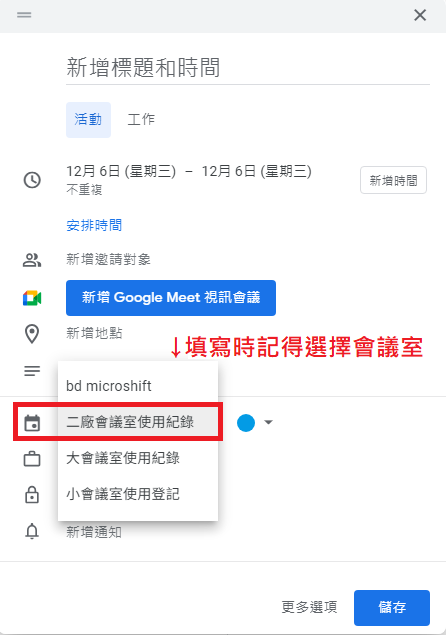 新增標題和時間
活動 工作
12月 6日 (星期三) – 12月 6日 (星期三) 新增時間
不重複
安排時間
新增邀請對象
新增 Google Meet 視訊會議
新增地點
↓填寫時記得選擇會議室
bd microshift
二廠會議室使用紀錄
大會議室使用紀錄
小會議室使用登記
新增通知
更多選項 儲存